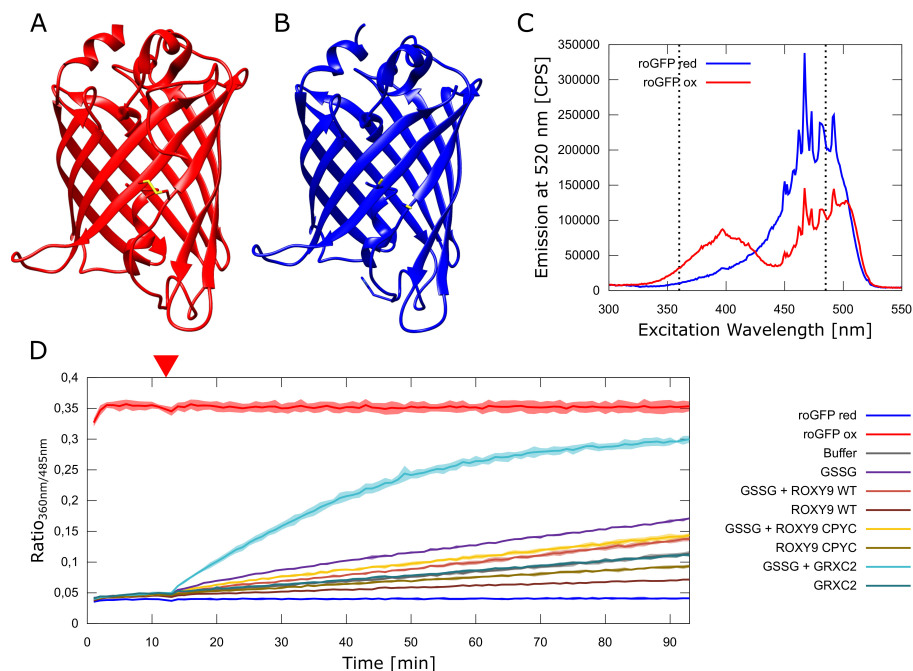 A
B
C
Emission at 520 nm [CPS]
350000
300000
250000
200000
150000
100000
50000
0
roGFP red
roGFP ox
300
350
400
450
500
550
Excitation Wavelength [nm]
D
Ratio360nm/485nm
0,4
0,35
0,3
0,25
0,2
0,15
0,1
0,05
0
0
10
20
30
40
50
60
70
80
90
Time [min]
roGFP red
roGFP ox
Buffer
GSSG
GSSG + ROXY9 WT
ROXY9 WT
GSSG + ROXY9 CPYC
ROXY9 CPYC
GSSG + GRXC2
GRXC2